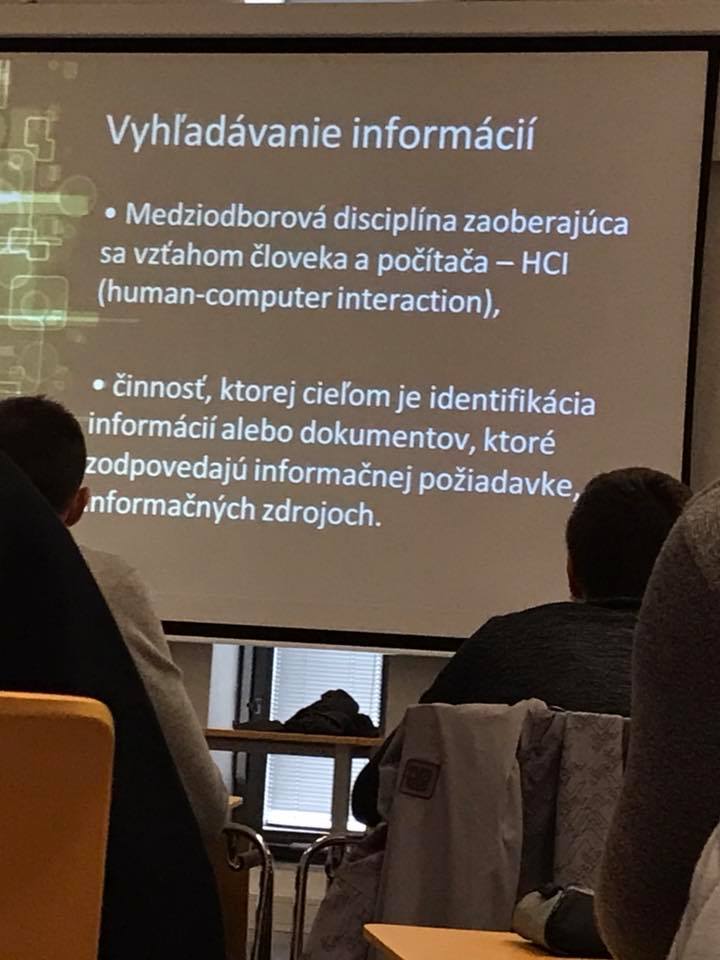 Vyhľadávanie informácií
• Medziodborová disciplína zaoberajúca
sa vzťahom človeka a počítača – HCI
(human-computer interaction),
• činnosť, ktorej cieľom je identifikácia
informácií alebo dokumentov, ktoré
zodpovedajú informačnej požiadavke,
informačných zdrojoch.